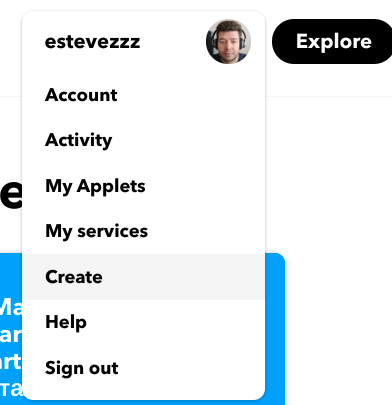 estevezzz
Explore
Account
Activity
My Applets
My services
Create
Help
Sign out